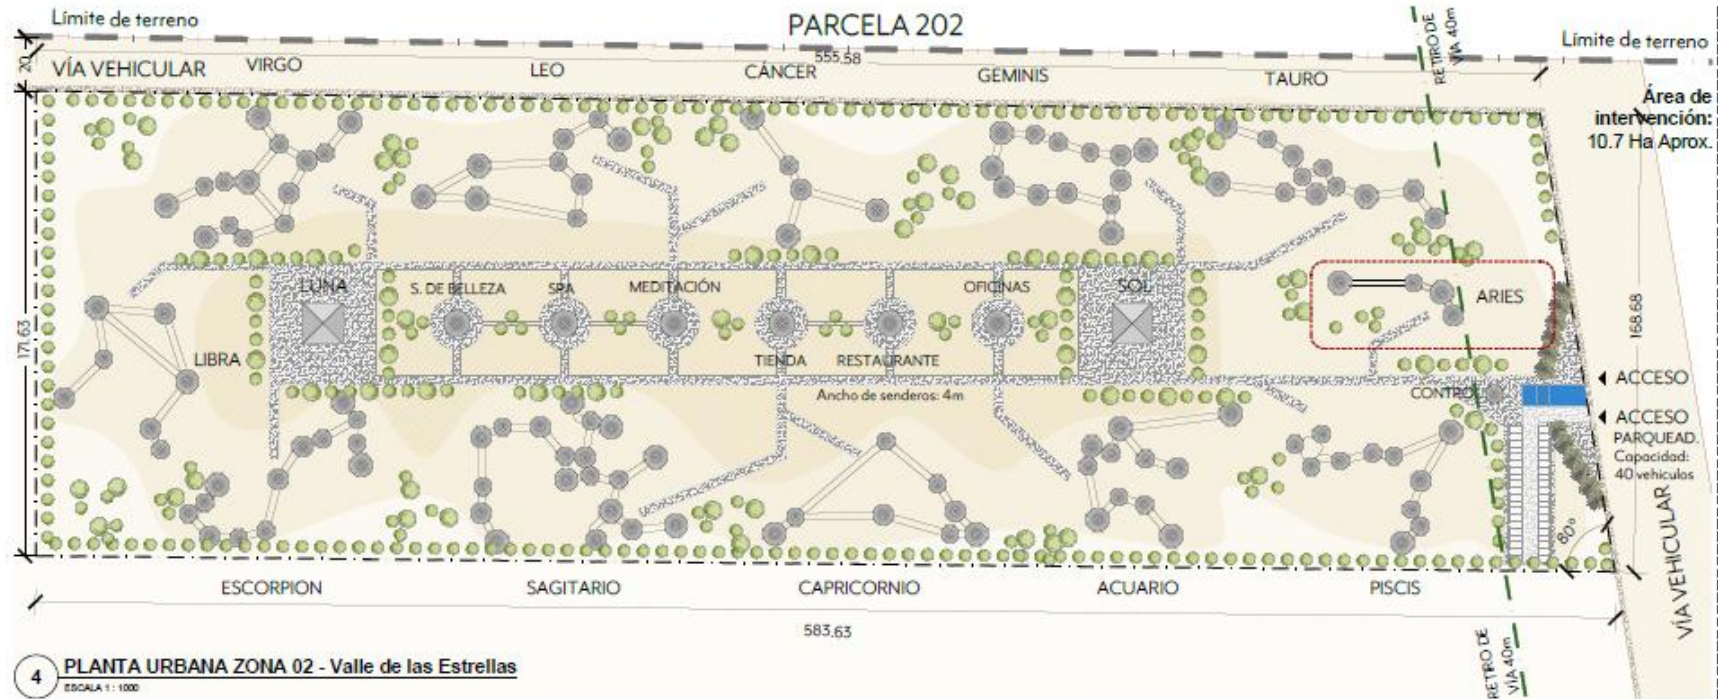 Límite de terreno
PARCELA 202
RETIRO DE
VÍA 40m
Límite de terreno
20
VÍA VEHICULAR
VIRGO
LEO
555.58
CÁNCER
GEMINIS
TAURO
Área de
intervención:
10.7 Ha Aprox.
LUNA
S. DE BELLEZA
SPA
MEDITACIÓN
OFICINAS
SOL
ARIES
171.63
168.68
LIBRA
TIENDA
RESTAURANTE
Ancho de senderos: 4m
CONTRO
ACCESO
ACCESO
PARQUEAD.
Capacidad:
40 vehiculos
80°
VÍA VEHICULAR
ESCORPION
SAGITARIO
CAPRICORNIO
ACUARIO
PISCIS
583.63
RETIRO DE
VÍA 40m
4
PLANTA URBANA ZONA 02 - Valle de las Estrellas
ESCALA 1 : 1000